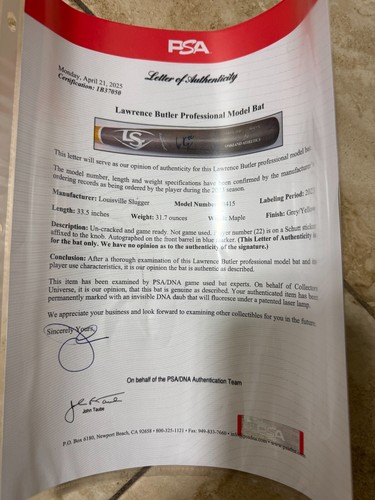 PSA
Monday, April 21, 2025
Certification: 1B37050
Letter of Authenticity
Lawrence Butler Professional Model Bat
LS
This letter will serve as our opinion of authenticity for this Lawrence Butler professional model bat.
The model number, length and weight specifications have been confirmed by the manufacturer's
ordering records as being ordered by the player during the season.
Manufacturer: Louisville Slugger Model Number: Labeling Period:
Length: 33.5 inches Weight: 31.7 ounces Maple Finish: Grey/Yellow
Description: Un-cracked and game ready. Not game used. Player number (22) is on a Schutt sticker
affixed to the knob. Autographed on the front barrel in blue marker. (This Letter of Authenticity is
for the bat only. We have no opinion as to the authenticity of the signature.)
Conclusion: After a thorough examination of this Lawrence Butler professional model bat and its
player use characteristics, it is our opinion the bat is authentic as described.
This item has been examined by PSA/DNA game used bat experts. On behalf of Collectors
Universe, it is our opinion that this bat is genuine as described. Your authenticated item has been
permanently marked with an invisible DNA daub that will fluoresce under a patented laser lamp.
We appreciate your business and look forward to examining other collectibles for you in the future.
Sincerely Yours,
On behalf of the PSA/DNA Authentication Team
John Taube
PSA
P.O. Box 6180, Newport Beach, CA 92658 • 800-325-1121 • Fax: 949-833-7660 •